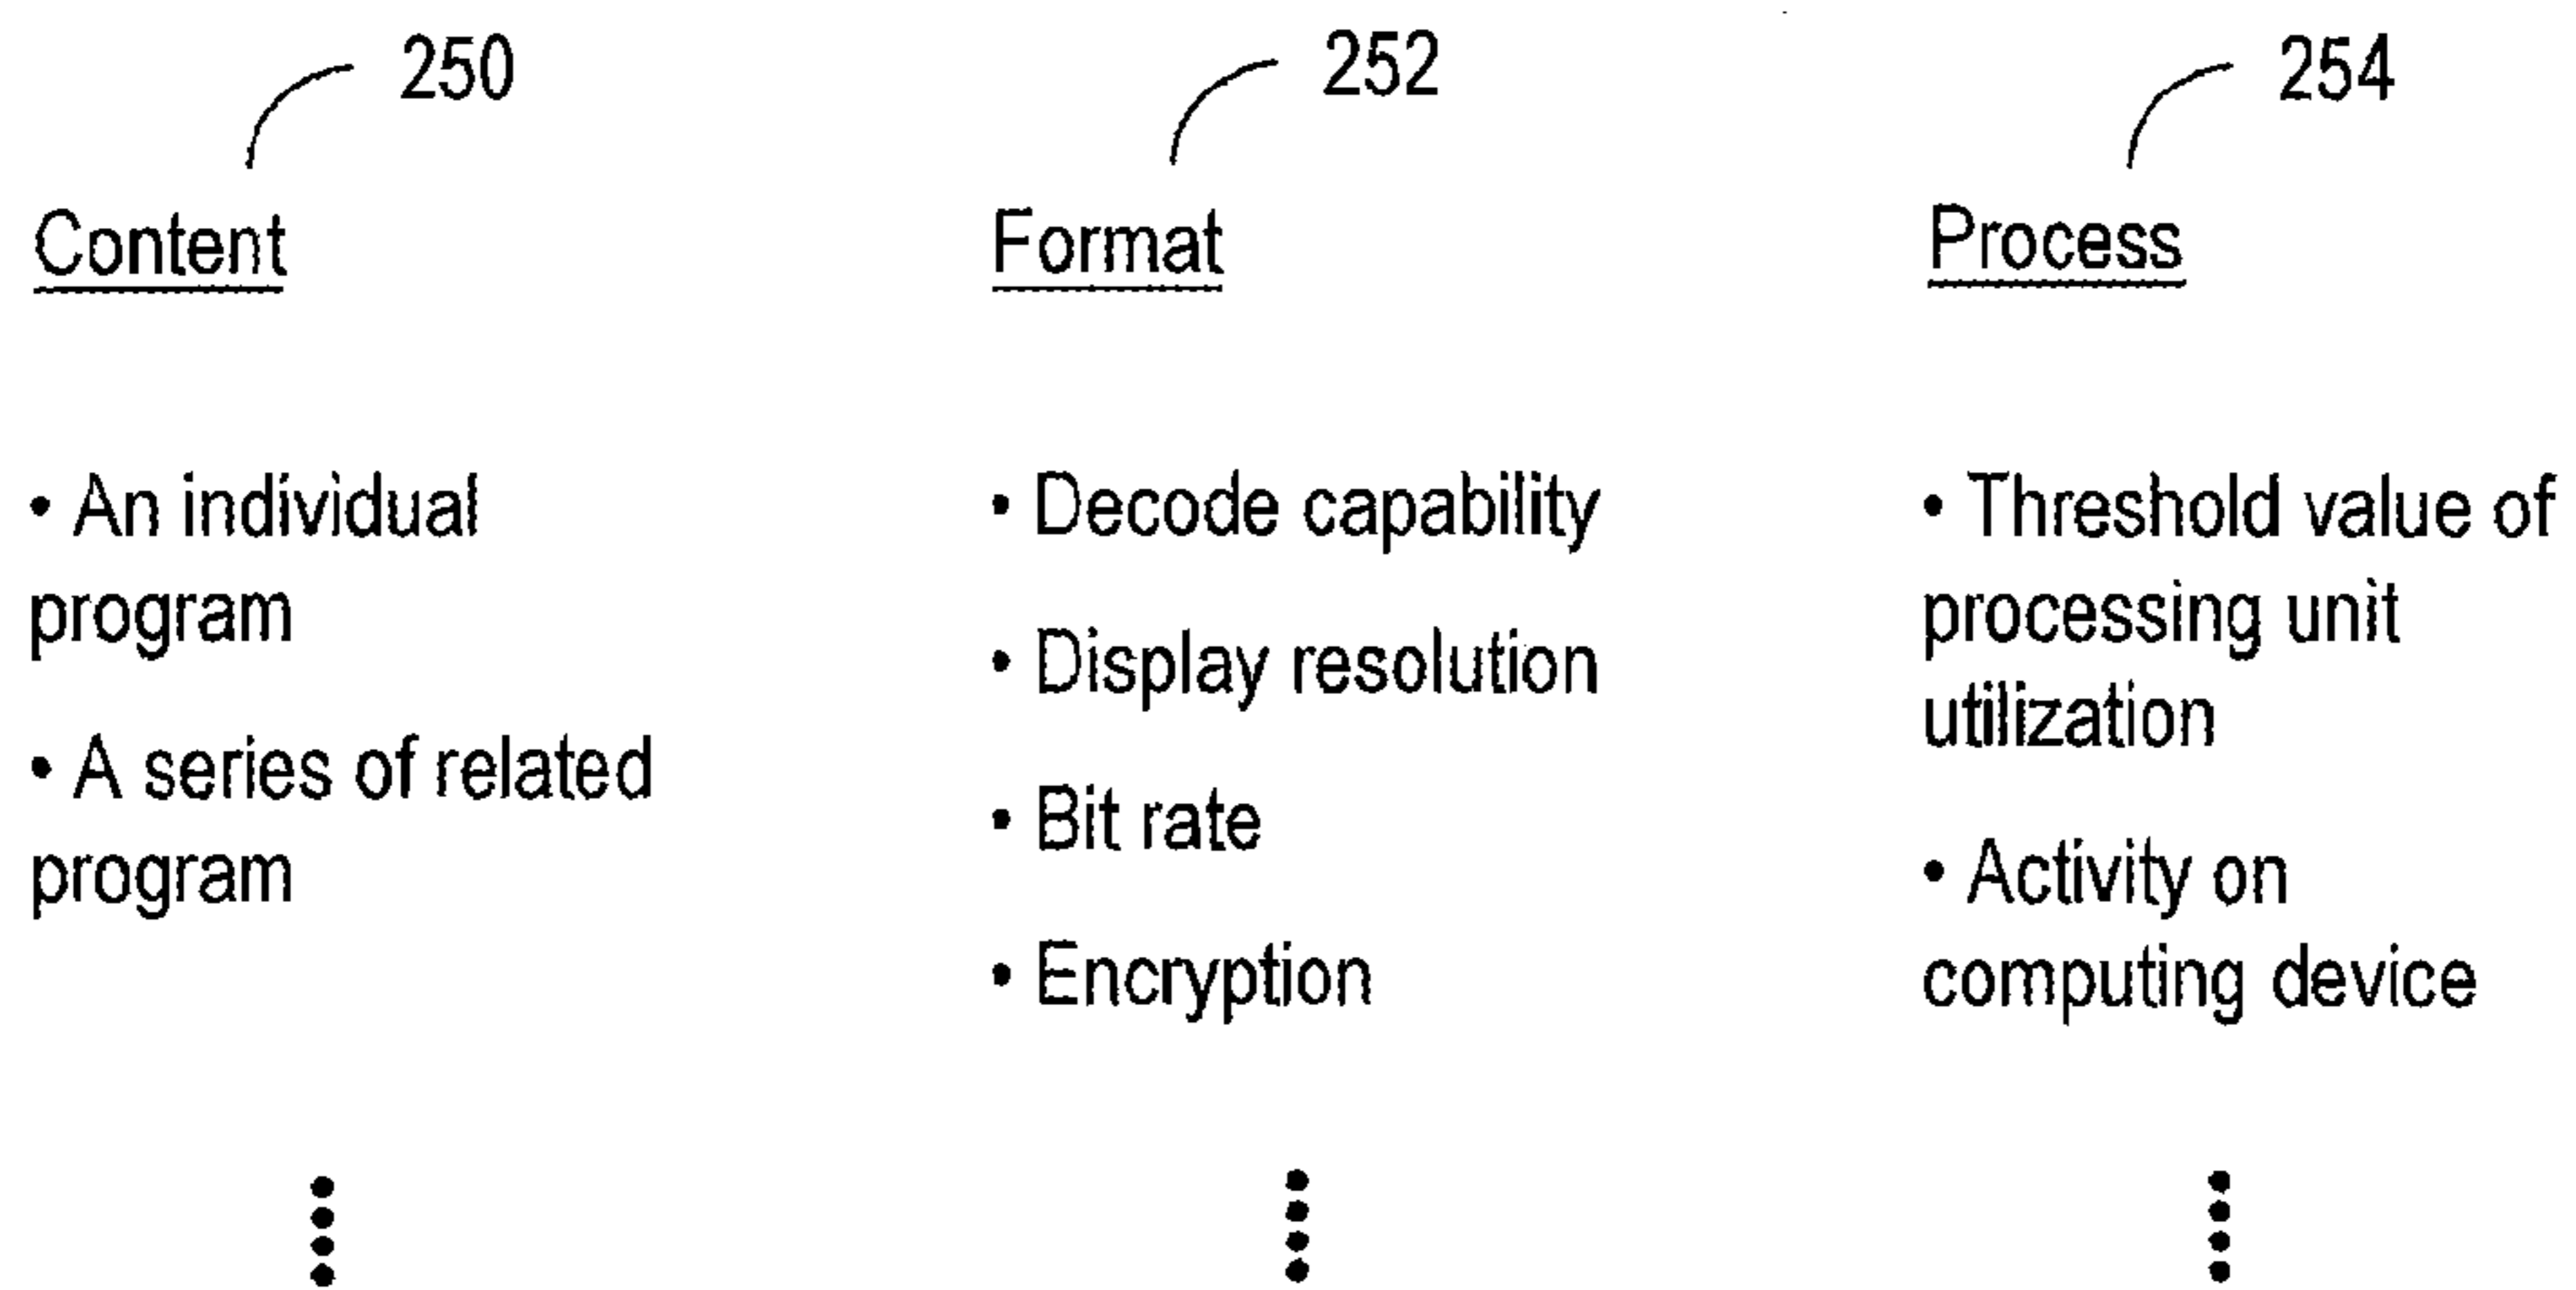 250
Content
• An individual
program
• A series of related
program
252
Format
• Decode capability
• Display resolution
• Bit rate
• Encryption
254
Process
• Threshold value of
processing unit
utilization
• Activity on
computing device